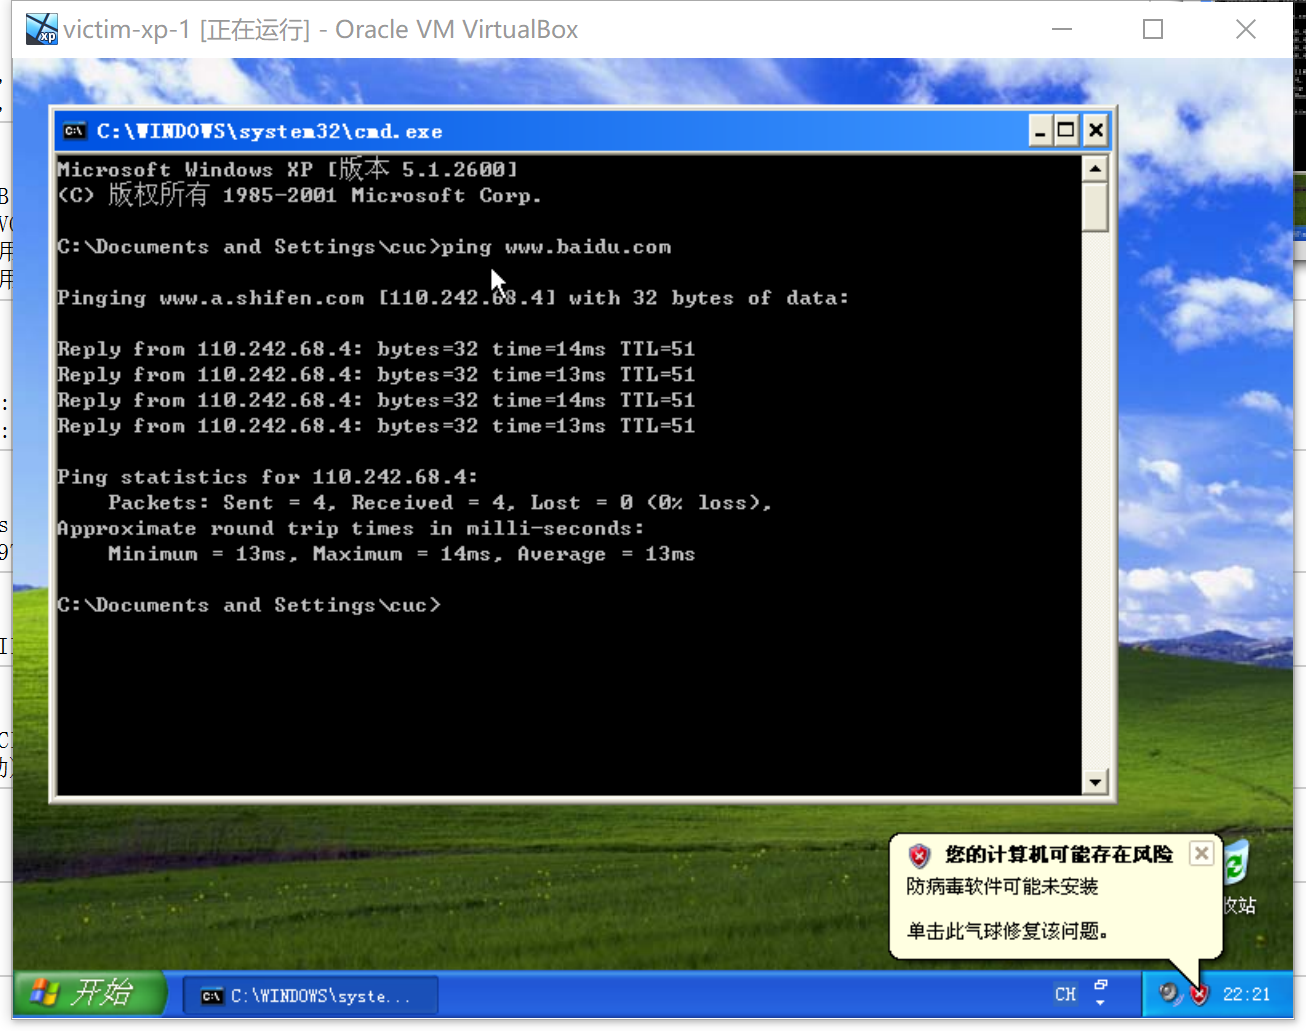 victim-xp-1 [正在运行] - Oracle VM VirtualBox
C:\WINDOWS\system32\cmd.exe
Microsoft Windows XP [版本 5.1.2600]
(C) 版权所有 1985-2001 Microsoft Corp.
C:\Documents and Settings\cuc>ping www.baidu.com
Pinging www.a.shifen.com [110.242.68.4] with 32 bytes of data:
Reply from 110.242.68.4: bytes=32 time=14ms TTL=51
Reply from 110.242.68.4: bytes=32 time=13ms TTL=51
Reply from 110.242.68.4: bytes=32 time=14ms TTL=51
Reply from 110.242.68.4: bytes=32 time=13ms TTL=51
Ping statistics for 110.242.68.4:
Packets: Sent = 4, Received = 4, Lost = 0 (0% loss),
Approximate round trip times in milli-seconds:
Minimum = 13ms, Maximum = 14ms, Average = 13ms
C:\Documents and Settings\cuc>
您的计算机可能存在风险
防病毒软件可能未安装
单击此气球修复该问题。
收站
开始
C:\WINDOWS\syste...
CH
22:21